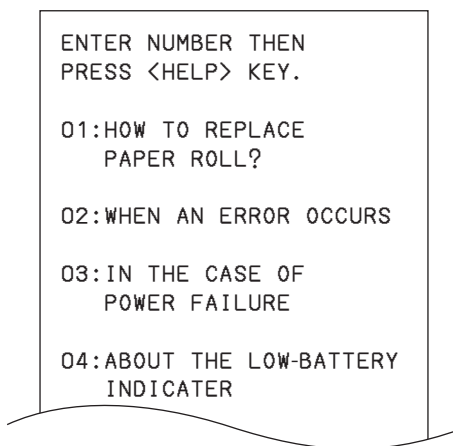 ENTER NUMBER THEN
PRESS <HELP> KEY.
01:HOW TO REPLACE
PAPER ROLL?
02:WHEN AN ERROR OCCURS
03:IN THE CASE OF
POWER FAILURE
04:ABOUT THE LOW-BATTERY
INDICATER